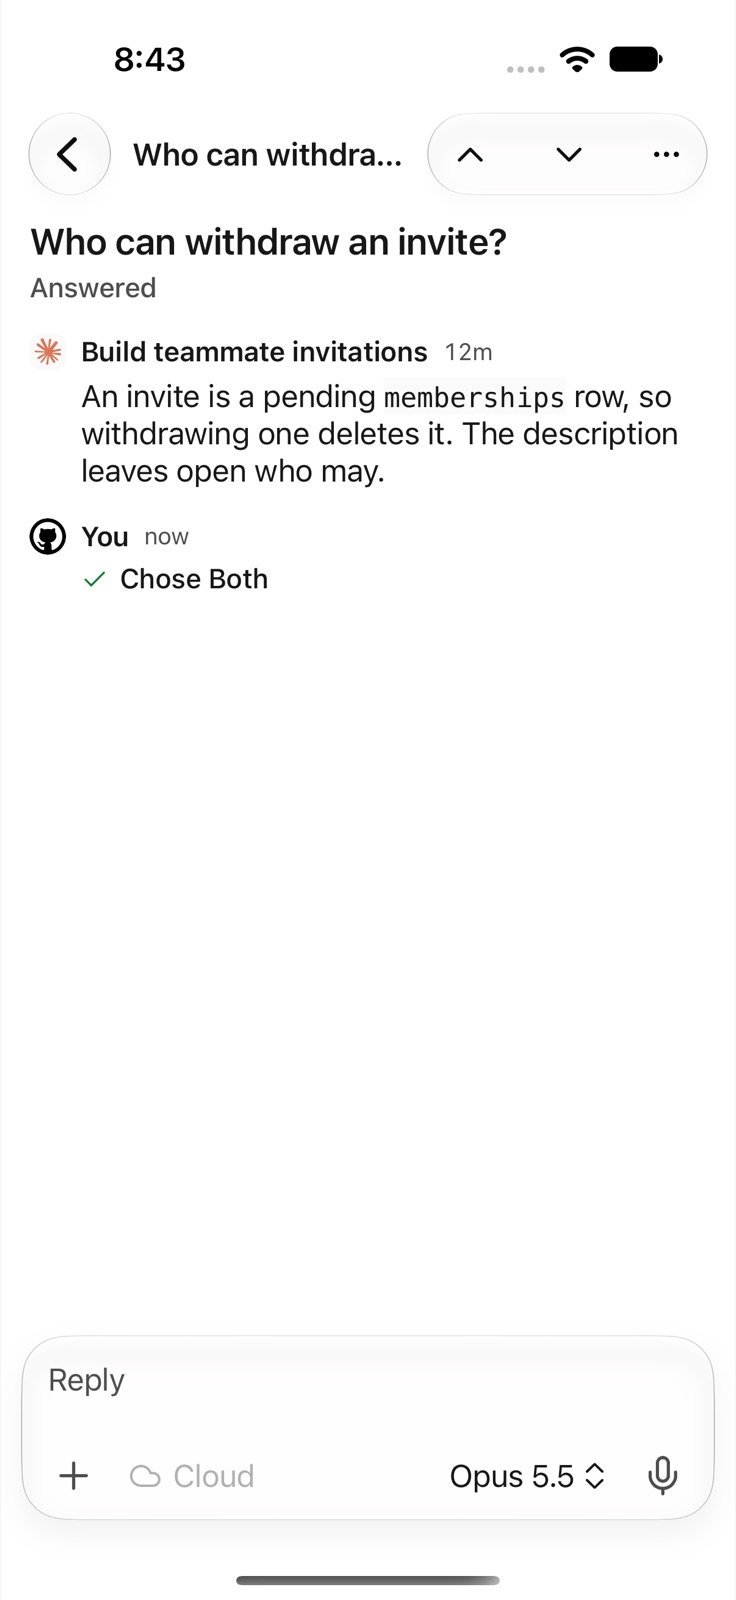 8:43
Who can withdra...
Who can withdraw an invite?
Answered
Build teammate invitations 12m
An invite is a pending memberships row, so
withdrawing one deletes it. The description
leaves open who may.
You now
Chose Both
Reply
Cloud Opus 5.5